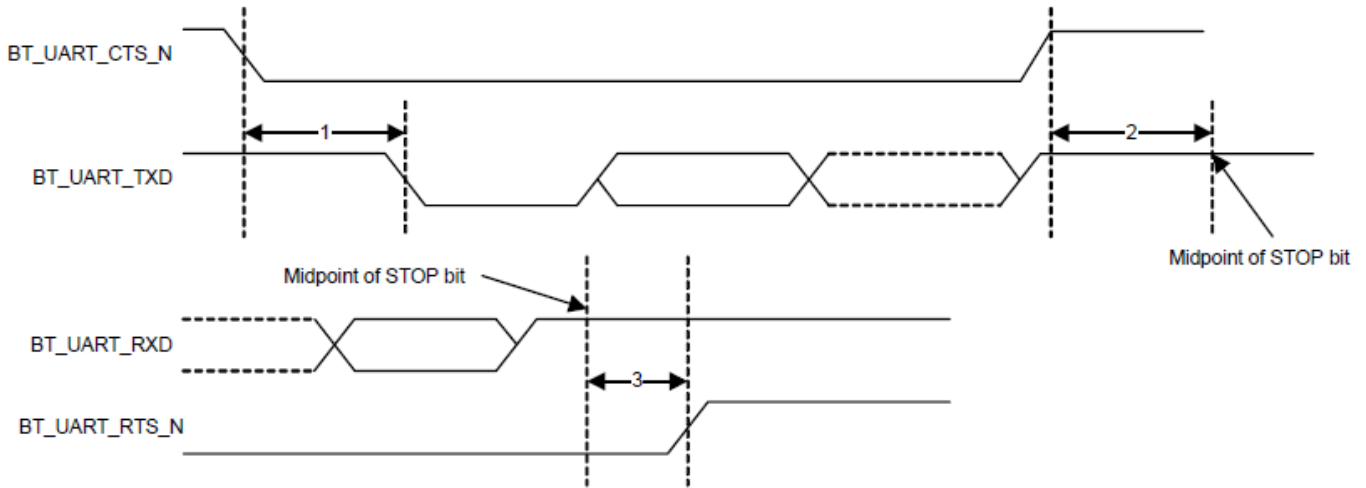 BT_UART_CTS_N
1
2
BT_UART_TXD
Midpoint of STOP bit
Midpoint of STOP bit
BT_UART_RXD
3
BT_UART_RTS_N